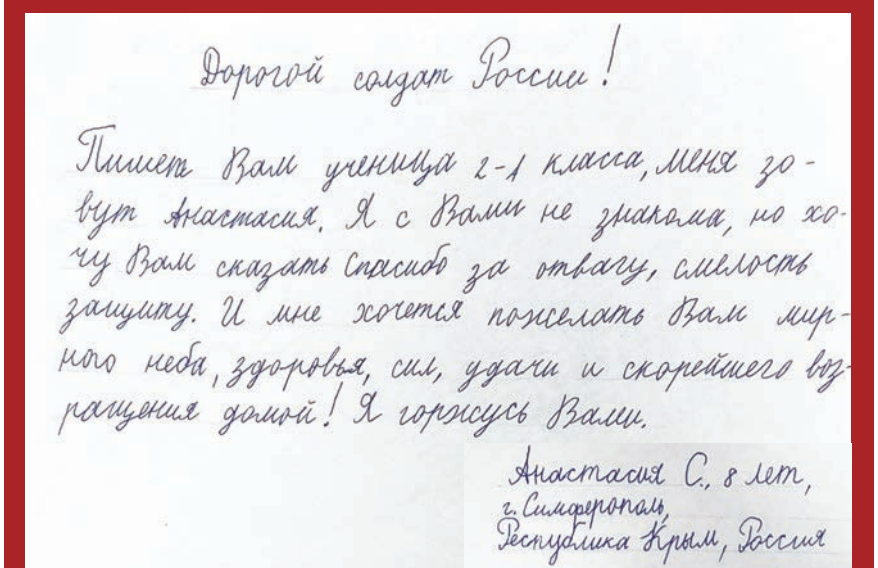 Дорогой солдат России!
Пишет Вам ученица 2-А класса, меня зо-
вут Анастасия. Я с Вами не знакома, но хо-
чу Вам сказать Спасибо за отвагу, смелость
защиту. И мне хочется пожелать Вам мир-
ного неба, здоровья, сил, удачи и скорейшего воз-
ращения домой! Я горжусь Вами.
Анастасия С., 8 лет,
г. Симферополь,
Республика Крым, Россия